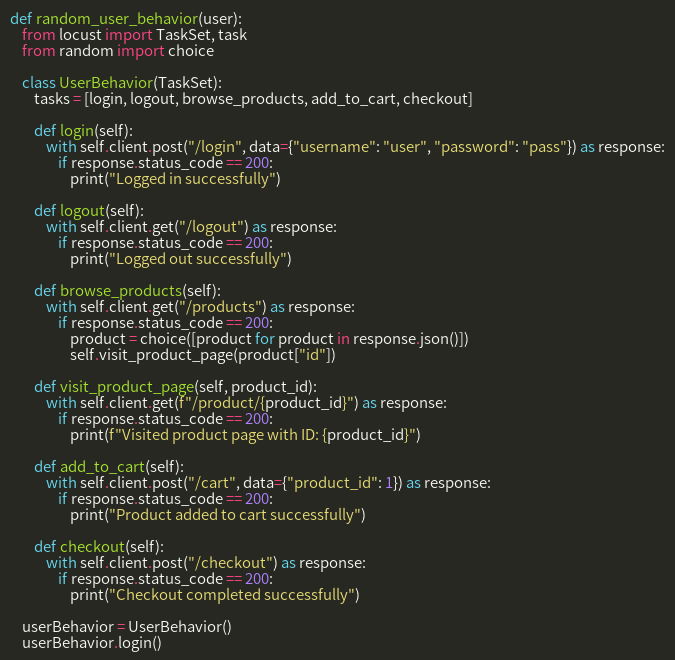 def random_user_behavior(user):
from locust import TaskSet, task
from random import choice
class UserBehavior(TaskSet):
tasks = [login, logout, browse_products, add_to_cart, checkout]
def login(self):
with self.client.post("/login", data={"username": "user", "password": "pass"}) as response:
if response.status_code == 200:
print("Logged in successfully")
def logout(self):
with self.client.get("/logout") as response:
if response.status_code == 200:
print("Logged out successfully")
def browse_products(self):
with self.client.get("/products") as response:
if response.status_code == 200:
product = choice([product for product in response.json()])
self.visit_product_page(product["id"])
def visit_product_page(self, product_id):
with self.client.get(f"/product/{product_id}") as response:
if response.status_code == 200:
print(f"Visited product page with ID: {product_id}")
def add_to_cart(self):
with self.client.post("/cart", data={"product_id": 1}) as response:
if response.status_code == 200:
print("Product added to cart successfully")
def checkout(self):
with self.client.post("/checkout") as response:
if response.status_code == 200:
print("Checkout completed successfully")
userBehavior = UserBehavior()
userBehavior.login()